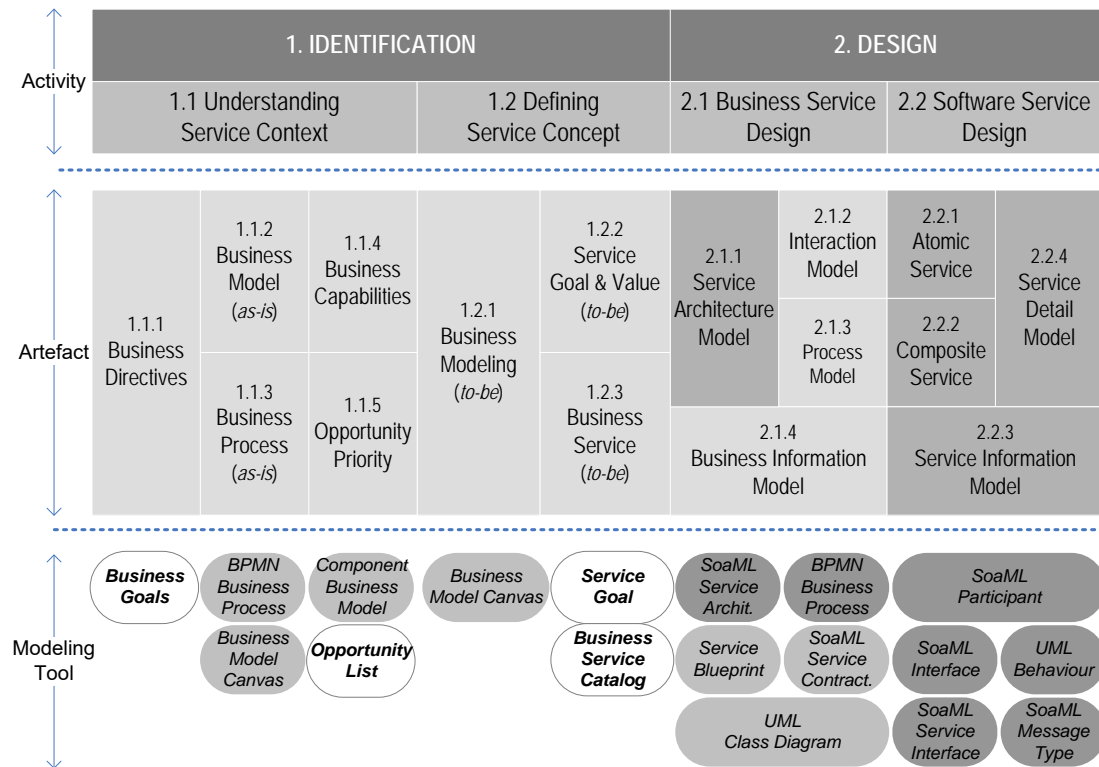 Activity
1. IDENTIFICATION
2. DESIGN
1.1 Understanding
Service Context
1.2 Defining
Service Concept
2.1 Business Service
Design
2.2 Software Service
Design
Artefact
1.1.1
Business
Directives
1.1.2
Business
Model
(as-is)
1.1.3
Business
Process
(as-is)
1.1.4
Business
Capabilities
1.1.5
Opportunity
Priority
1.2.1
Business
Modeling
(to-be)
1.2.2
Service
Goal & Value
(to-be)
1.2.3
Business
Service
(to-be)
2.1.1
Service
Architecture
Model
2.1.2
Interaction
Model
2.1.3
Process
Model
2.1.4
Business Information
Model
2.2.1
Atomic
Service
2.2.2
Composite
Service
2.2.4
Service
Detail
Model
2.2.3
Service Information
Model
Modeling
Tool
Business
Goals
BPMN
Business
Process
Component
Business
Model
Business
Model Canvas
Service
Goal
SoaML
Service
Archit.
BPMN
Business
Process
SoaML
Participant
Business
Model
Canvas
Opportunity
List
Business
Service
Catalog
Service
Blueprint
SoaML
Service
Contract.
SoaML
Interface
UML
Behaviour
UML
Class Diagram
SoaML
Service
Interface
SoaML
Message
Type